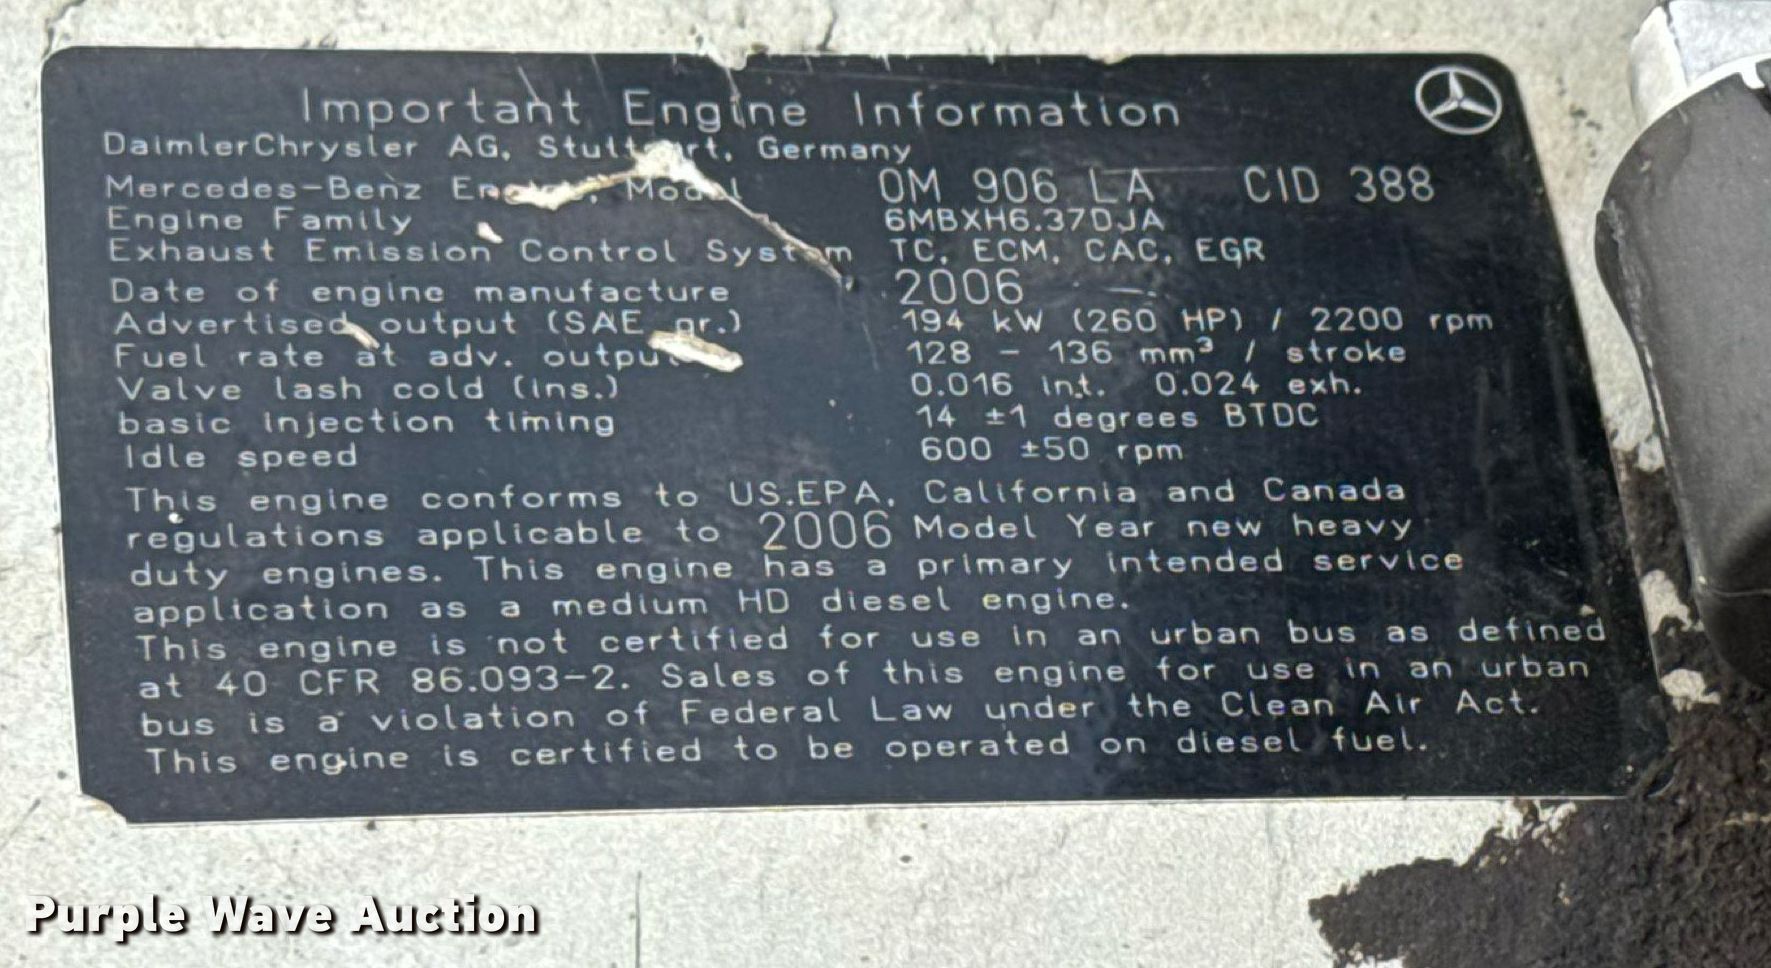 Important Engine Information
DaimlerChrysler AG, Stuttgart, Germany
Mercedes-Benz Engine, Model OM 906 LA CID 388
Engine Family 6MBXH6.37DJA
Exhaust Emission Control System TC, ECM, CAC, EGR
Date of engine manufacture 2006
Advertised output (SAE gr.) 194 kW (260 HP) / 2200 rpm
Fuel rate at adv. output 128 - 136 mm³ / stroke
Valve lash cold (ins.) 0.016 int. 0.024 exh.
basic injection timing 14 ±1 degrees BTDC
Idle speed 600 ±50 rpm
This engine conforms to US.EPA, California and Canada
regulations applicable to 2006 Model Year new heavy
duty engines. This engine has a primary intended service
application as a medium HD diesel engine.
This engine is not certified for use in an urban bus as defined
at 40 CFR 86.093-2. Sales of this engine for use in an urban
bus is a violation of Federal Law under the Clean Air Act.
This engine is certified to be operated on diesel fuel.
Purple Wave Auction